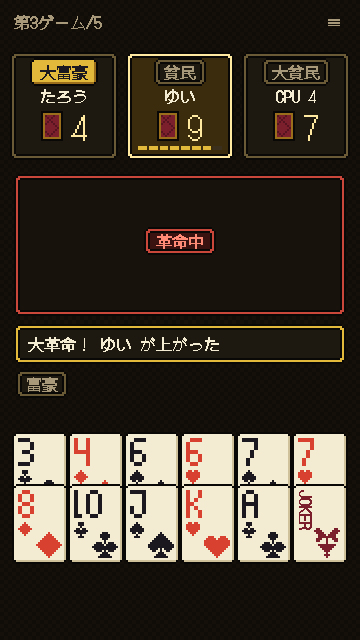 第3ゲーム/5
大富豪
たろう
4
貧民
ゆい
9
大貧民
CPU 4
7
革命中
大革命！ ゆい が上がった
富豪
3 4 6 6 7 7
8 10 J K A JOKER